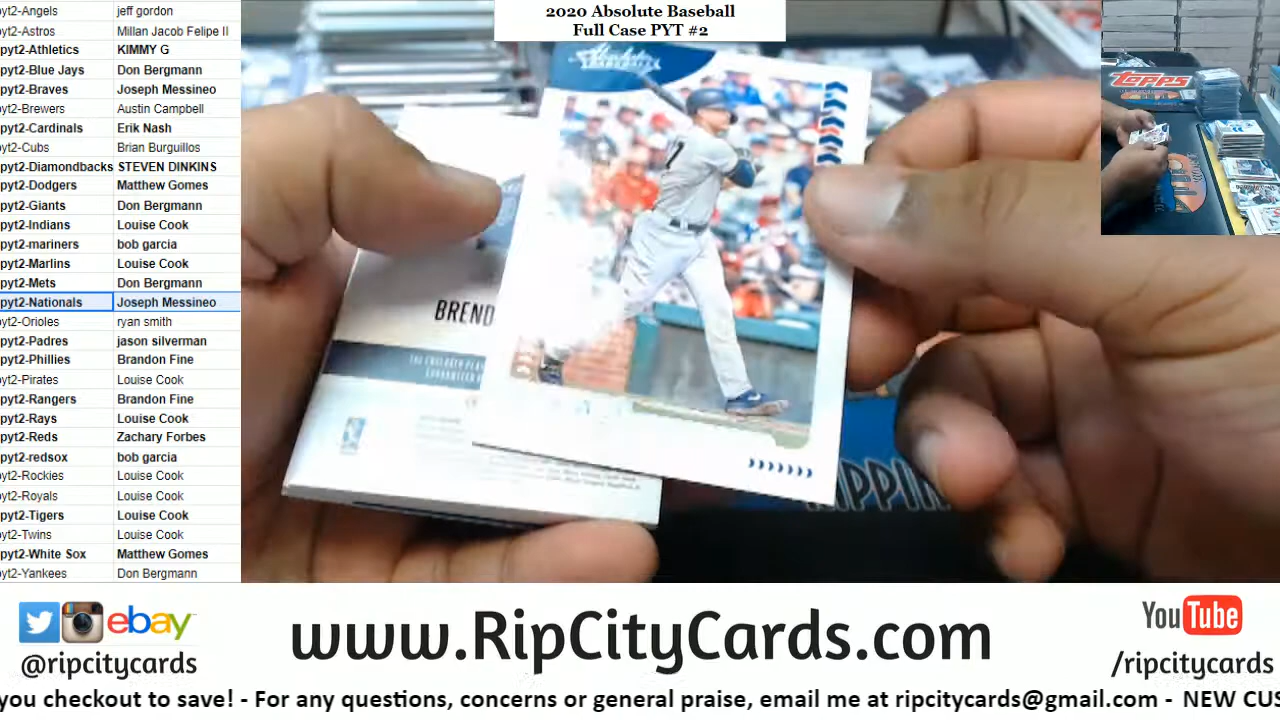 2020 Absolute Baseball
Full Case PYT #2
pyt2-Angels jeff gordon
pyt2-Astros Millan Jacob Felipe II
pyt2-Athletics KIMMY G
pyt2-Blue Jays Don Bergmann
pyt2-Braves Joseph Messineo
pyt2-Brewers Austin Campbell
pyt2-Cardinals Erik Nash
pyt2-Cubs Brian Burguillos
pyt2-Diamondbacks STEVEN DINKINS
pyt2-Dodgers Matthew Gomes
pyt2-Giants Don Bergmann
pyt2-Indians Louise Cook
pyt2-mariners bob garcia
pyt2-Marlins Louise Cook
pyt2-Mets Don Bergmann
pyt2-Nationals Joseph Messineo
pyt2-Orioles ryan smith
pyt2-Padres jason silverman
pyt2-Phillies Brandon Fine
pyt2-Pirates Louise Cook
pyt2-Rangers Brandon Fine
pyt2-Rays Louise Cook
pyt2-Reds Zachary Forbes
pyt2-redsox bob garcia
pyt2-Rockies Louise Cook
pyt2-Royals Louise Cook
pyt2-Tigers Louise Cook
pyt2-Twins Louise Cook
pyt2-White Sox Matthew Gomes
pyt2-Yankees Don Bergmann
Absolute
BASEBALL
7
BREND
RIPPIN
TOPPS
ebay
@ripcitycards
www.RipCityCards.com
YouTube
/ripcitycards
you checkout to save! - For any questions, concerns or general praise, email me at ripcitycards@gmail.com - NEW CUS